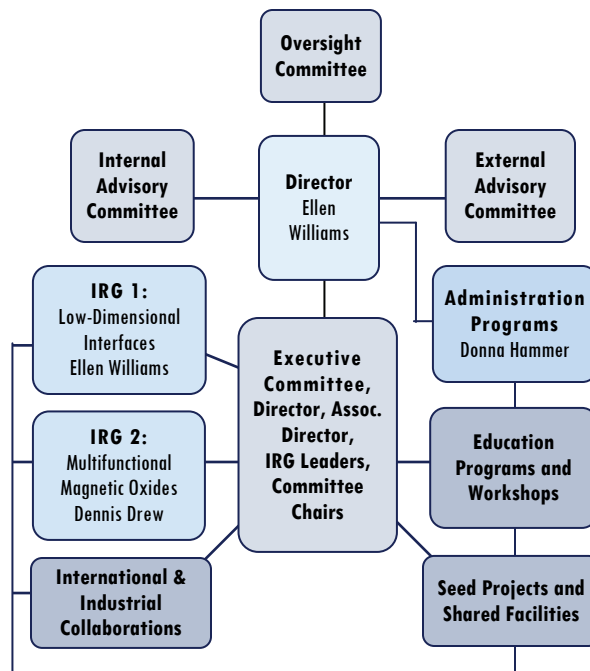 Oversight
Committee
Internal
Advisory
Committee
Director
Ellen
Williams
External
Advisory
Committee
IRG 1:
Low-Dimensional
Interfaces
Ellen Williams
Administration
Programs
Donna Hammer
Executive
Committee,
Director, Assoc.
Director,
IRG Leaders,
Committee
Chairs
IRG 2:
Multifunctional
Magnetic Oxides
Dennis Drew
Education
Programs and
Workshops
International &
Industrial
Collaborations
Seed Projects and
Shared Facilities